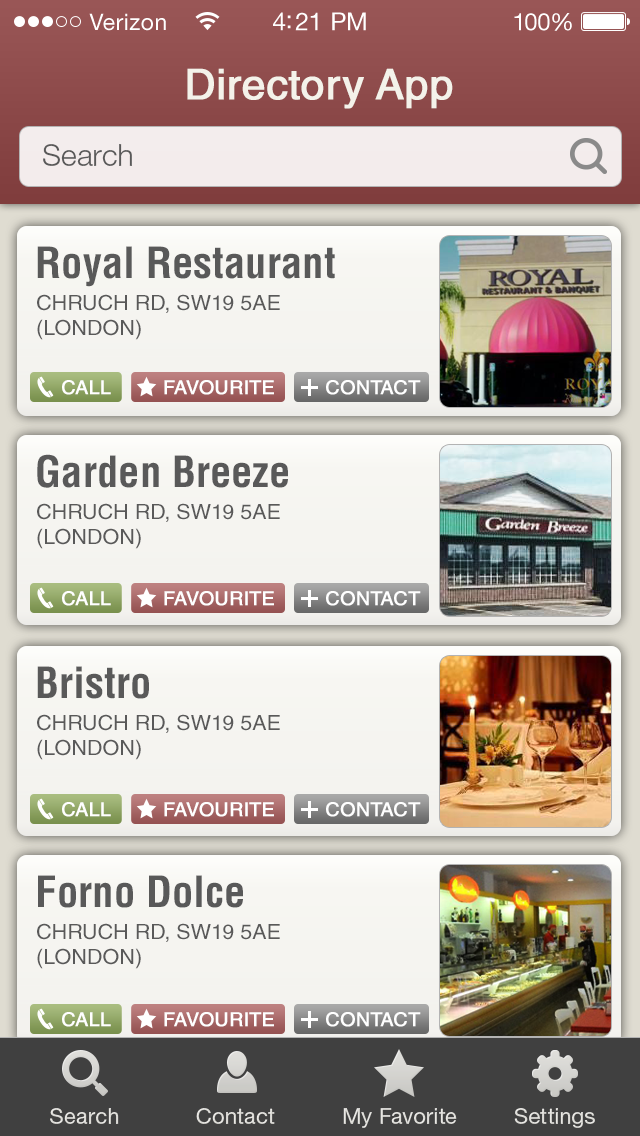 Verizon 4:21 PM 100%
Directory App
Search
Royal Restaurant
CHRUCH RD, SW19 5AE
(LONDON)
CALL FAVOURITE CONTACT
ROYAL
RESTAURANT & BANQUET
Garden Breeze
CHRUCH RD, SW19 5AE
(LONDON)
CALL FAVOURITE CONTACT
Garden Breeze
Bristro
CHRUCH RD, SW19 5AE
(LONDON)
CALL FAVOURITE CONTACT
Forno Dolce
CHRUCH RD, SW19 5AE
(LONDON)
CALL FAVOURITE CONTACT
Search Contact My Favorite Settings